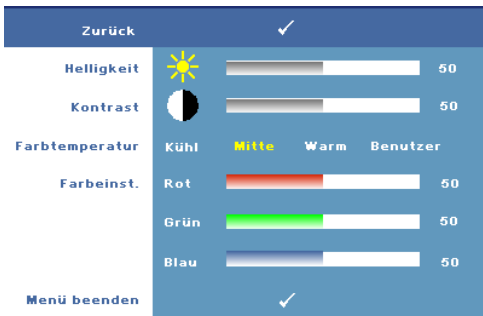 Zurück
Helligkeit 50
Kontrast 50
Farbtemperatur Kühl Mitte Warm Benutzer
Farbeinst. Rot 50
Grün 50
Blau 50
Menü beenden